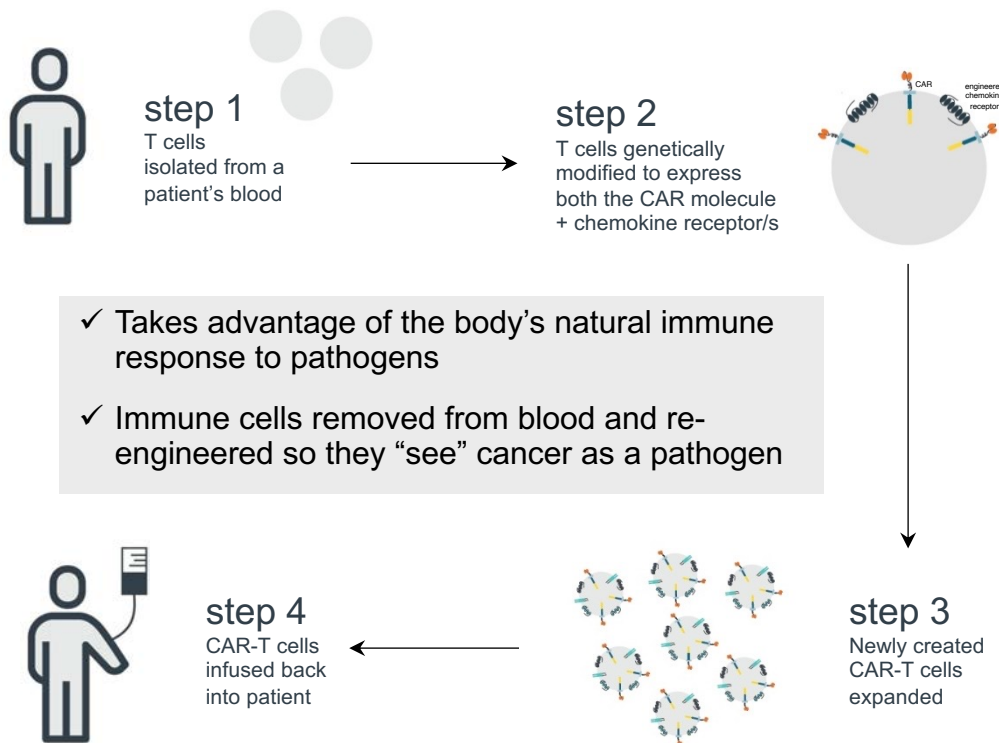 step 1
T cells
isolated from a
patient's blood
step 2
T cells genetically
modified to express
both the CAR molecule
+ chemokine receptor/s
CAR
engineere
chemokin
receptor
✓ Takes advantage of the body's natural immune
response to pathogens
✓ Immune cells removed from blood and re-
engineered so they “see” cancer as a pathogen
step 4
CAR-T cells
infused back
into patient
step 3
Newly created
CAR-T cells
expanded